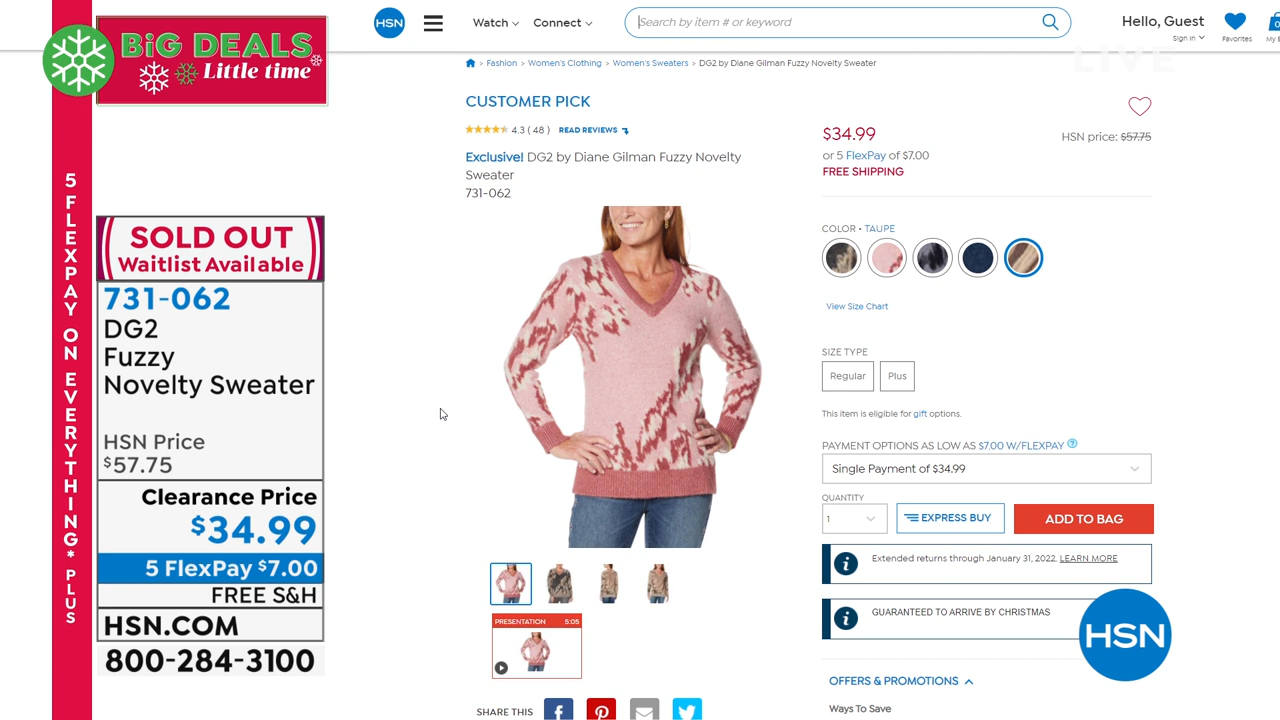 BiG DEALS
Little time
5 FLEXPAY ON EVERYTHING* PLUS
SOLD OUT
Waitlist Available
731-062
DG2
Fuzzy
Novelty Sweater
HSN Price
$57.75
Clearance Price
$34.99
5 FlexPay $7.00
FREE S&H
HSN.COM
800-284-3100
HSN
Watch
Connect
Search by item # or keyword
Hello, Guest
Sign In
Favorites
My
0
LIVE
> Fashion > Women's Clothing > Women's Sweaters > DG2 by Diane Gilman Fuzzy Novelty Sweater
CUSTOMER PICK
4.3 ( 48 ) READ REVIEWS
Exclusive! DG2 by Diane Gilman Fuzzy Novelty
Sweater
731-062
PRESENTATION 5:05
SHARE THIS
$34.99
HSN price: $57.75
or 5 FlexPay of $7.00
FREE SHIPPING
COLOR • TAUPE
View Size Chart
SIZE TYPE
Regular
Plus
This item is eligible for gift options.
PAYMENT OPTIONS AS LOW AS $7.00 W/FLEXPAY ?
Single Payment of $34.99
QUANTITY
1
EXPRESS BUY
ADD TO BAG
Extended returns through January 31, 2022. LEARN MORE
GUARANTEED TO ARRIVE BY CHRISTMAS
HSN
OFFERS & PROMOTIONS
Ways To Save